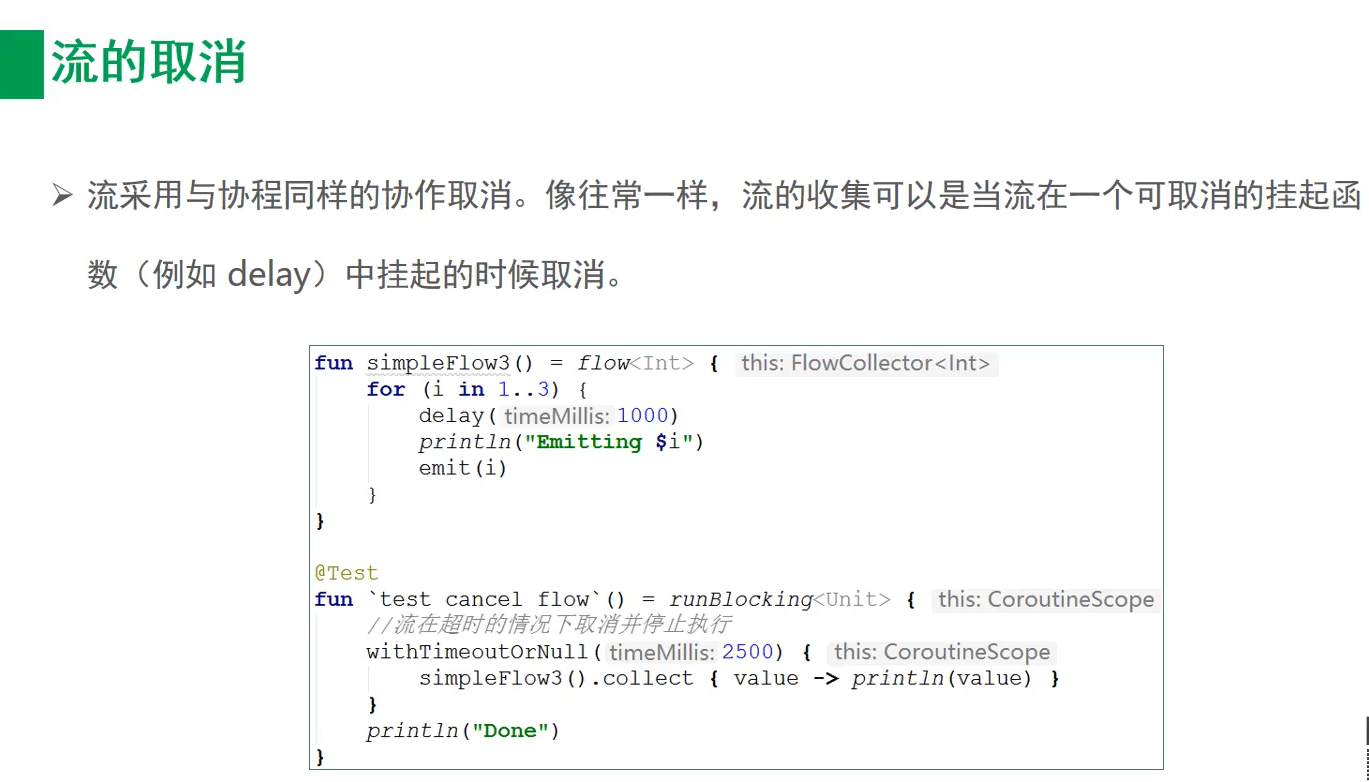 流的取消
➢ 流采用与协程同样的协作取消。像往常一样，流的收集可以是当流在一个可取消的挂起函
数（例如 delay）中挂起的时候取消。
fun simpleFlow3() = flow<Int> { this: FlowCollector<Int>
for (i in 1..3) {
delay( timeMillis: 1000)
println("Emitting $i")
emit(i)
}
}
@Test
fun `test cancel flow`() = runBlocking<Unit> { this: CoroutineScope
//流在超时的情况下取消并停止执行
withTimeoutOrNull( timeMillis: 2500) { this: CoroutineScope
simpleFlow3().collect { value -> println(value) }
}
println("Done")
}